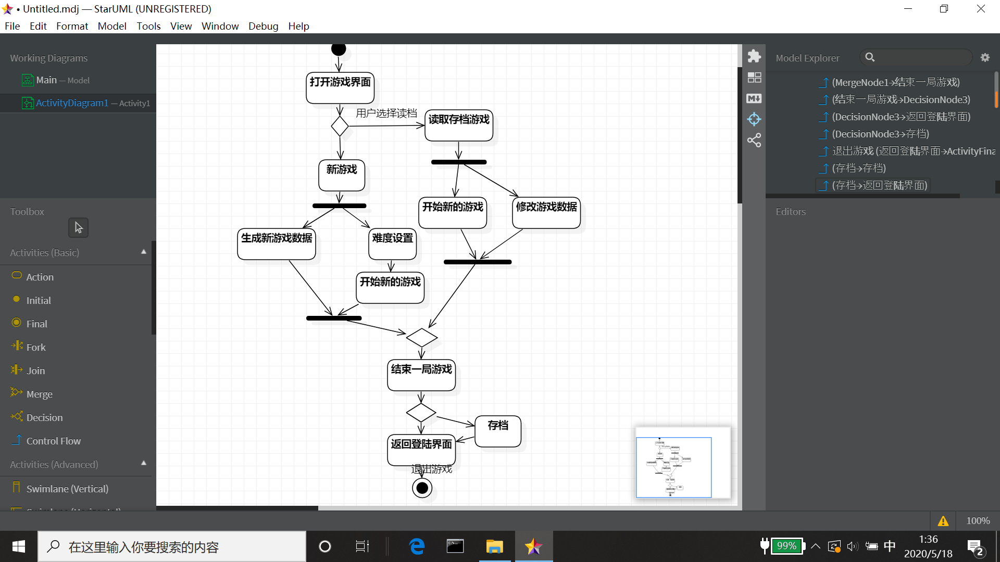 • Untitled.mdj — StarUML (UNREGISTERED)
File Edit Format Model Tools View Window Debug Help
Working Diagrams
Main — Model
ActivityDiagram1 — Activity1
Toolbox
Activities (Basic)
Action
Initial
Final
Fork
Join
Merge
Decision
Control Flow
Activities (Advanced)
Swimlane (Vertical)
打开游戏界面
用户选择读档
读取存档游戏
新游戏
开始新的游戏
修改游戏数据
生成新游戏数据
难度设置
开始新的游戏
结束一局游戏
存档
返回登陆界面
退出游戏
M
Model Explorer
(MergeNode1→结束一局游戏)
(结束一局游戏→DecisionNode3)
(DecisionNode3→返回登陆界面)
(DecisionNode3→存档)
退出游戏 (返回登陆界面→ActivityFina
(存档→存档)
(存档→返回登陆界面)
Editors
100%
在这里输入你要搜索的内容
99%
中
1:36
2020/5/18
2